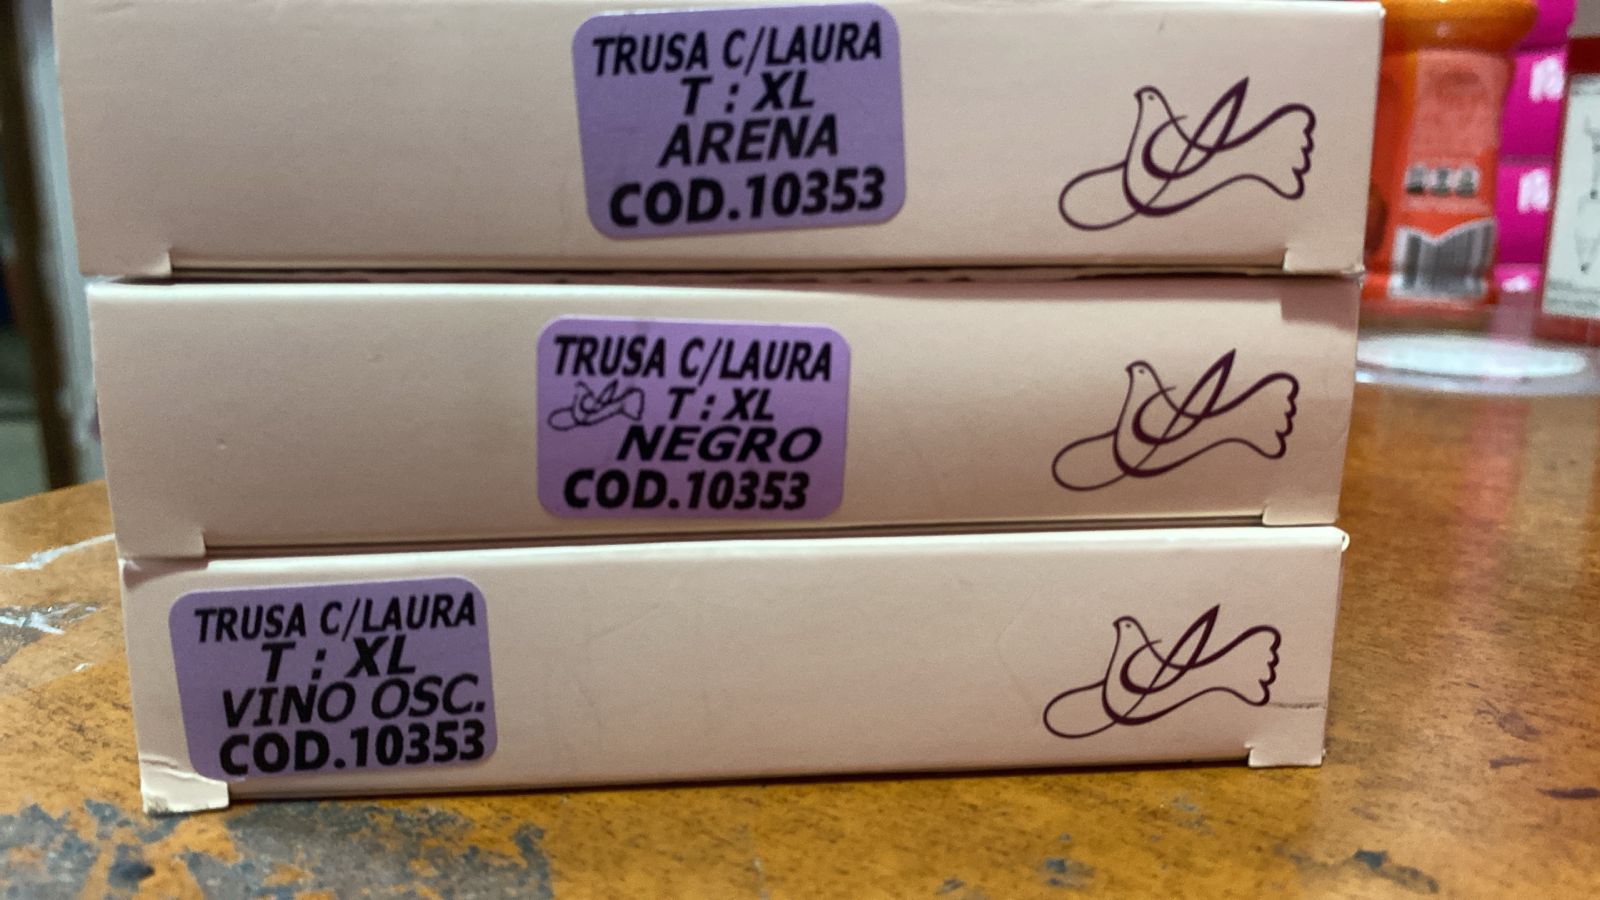 TRUSA C/LAURA
T : XL
ARENA
COD.10353
TRUSA C/LAURA
T : XL
NEGRO
COD.10353
TRUSA C/LAURA
T : XL
VINO OSC.
COD.10353